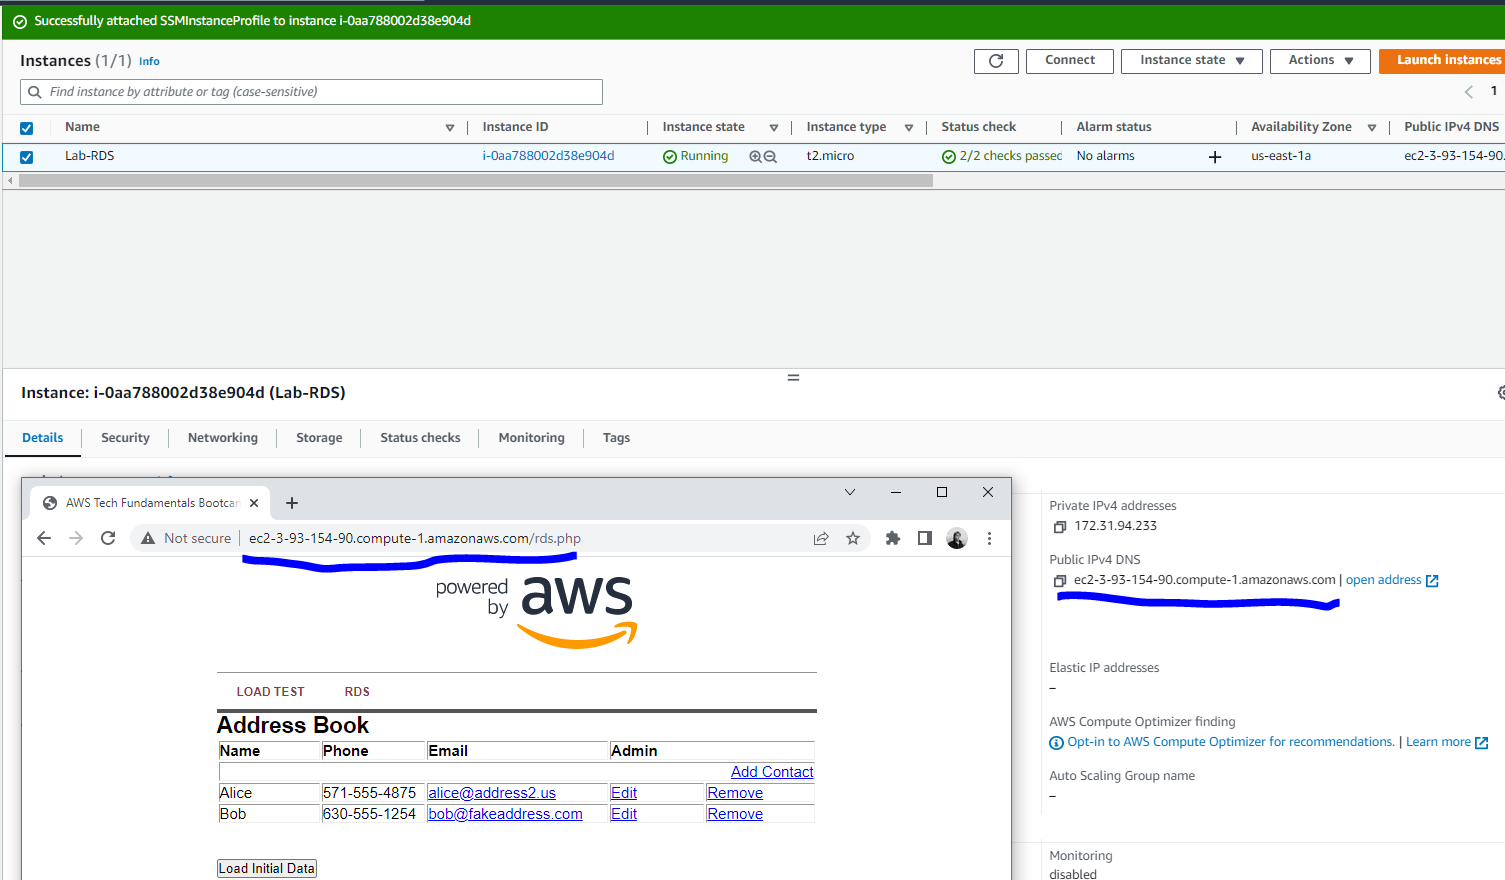 Successfully attached SSMInstanceProfile to instance i-0aa788002d38e904d
Instances (1/1) Info
Connect
Instance state
Actions
Launch instances
Find instance by attribute or tag (case-sensitive)
1
Name Instance ID Instance state Instance type Status check Alarm status Availability Zone Public IPv4 DNS
Lab-RDS i-0aa788002d38e904d Running t2.micro 2/2 checks passed No alarms us-east-1a ec2-3-93-154-90.
Instance: i-0aa788002d38e904d (Lab-RDS)
Details Security Networking Storage Status checks Monitoring Tags
AWS Tech Fundamentals Bootcar
Not secure ec2-3-93-154-90.compute-1.amazonaws.com/rds.php
powered
by aws
LOAD TEST RDS
Address Book
Name Phone Email Admin
Add Contact
Alice 571-555-4875 alice@address2.us Edit Remove
Bob 630-555-1254 bob@fakeaddress.com Edit Remove
Load Initial Data
Private IPv4 addresses
172.31.94.233
Public IPv4 DNS
ec2-3-93-154-90.compute-1.amazonaws.com | open address
Elastic IP addresses
–
AWS Compute Optimizer finding
Opt-in to AWS Compute Optimizer for recommendations. | Learn more
Auto Scaling Group name
–
Monitoring
disabled